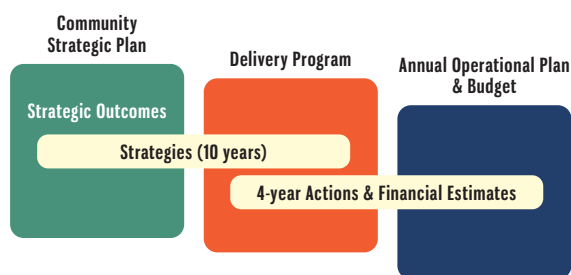 Community
Strategic Plan
Delivery Program
Annual Operational Plan
& Budget
Strategic Outcomes
Strategies (10 years)
4-year Actions & Financial Estimates